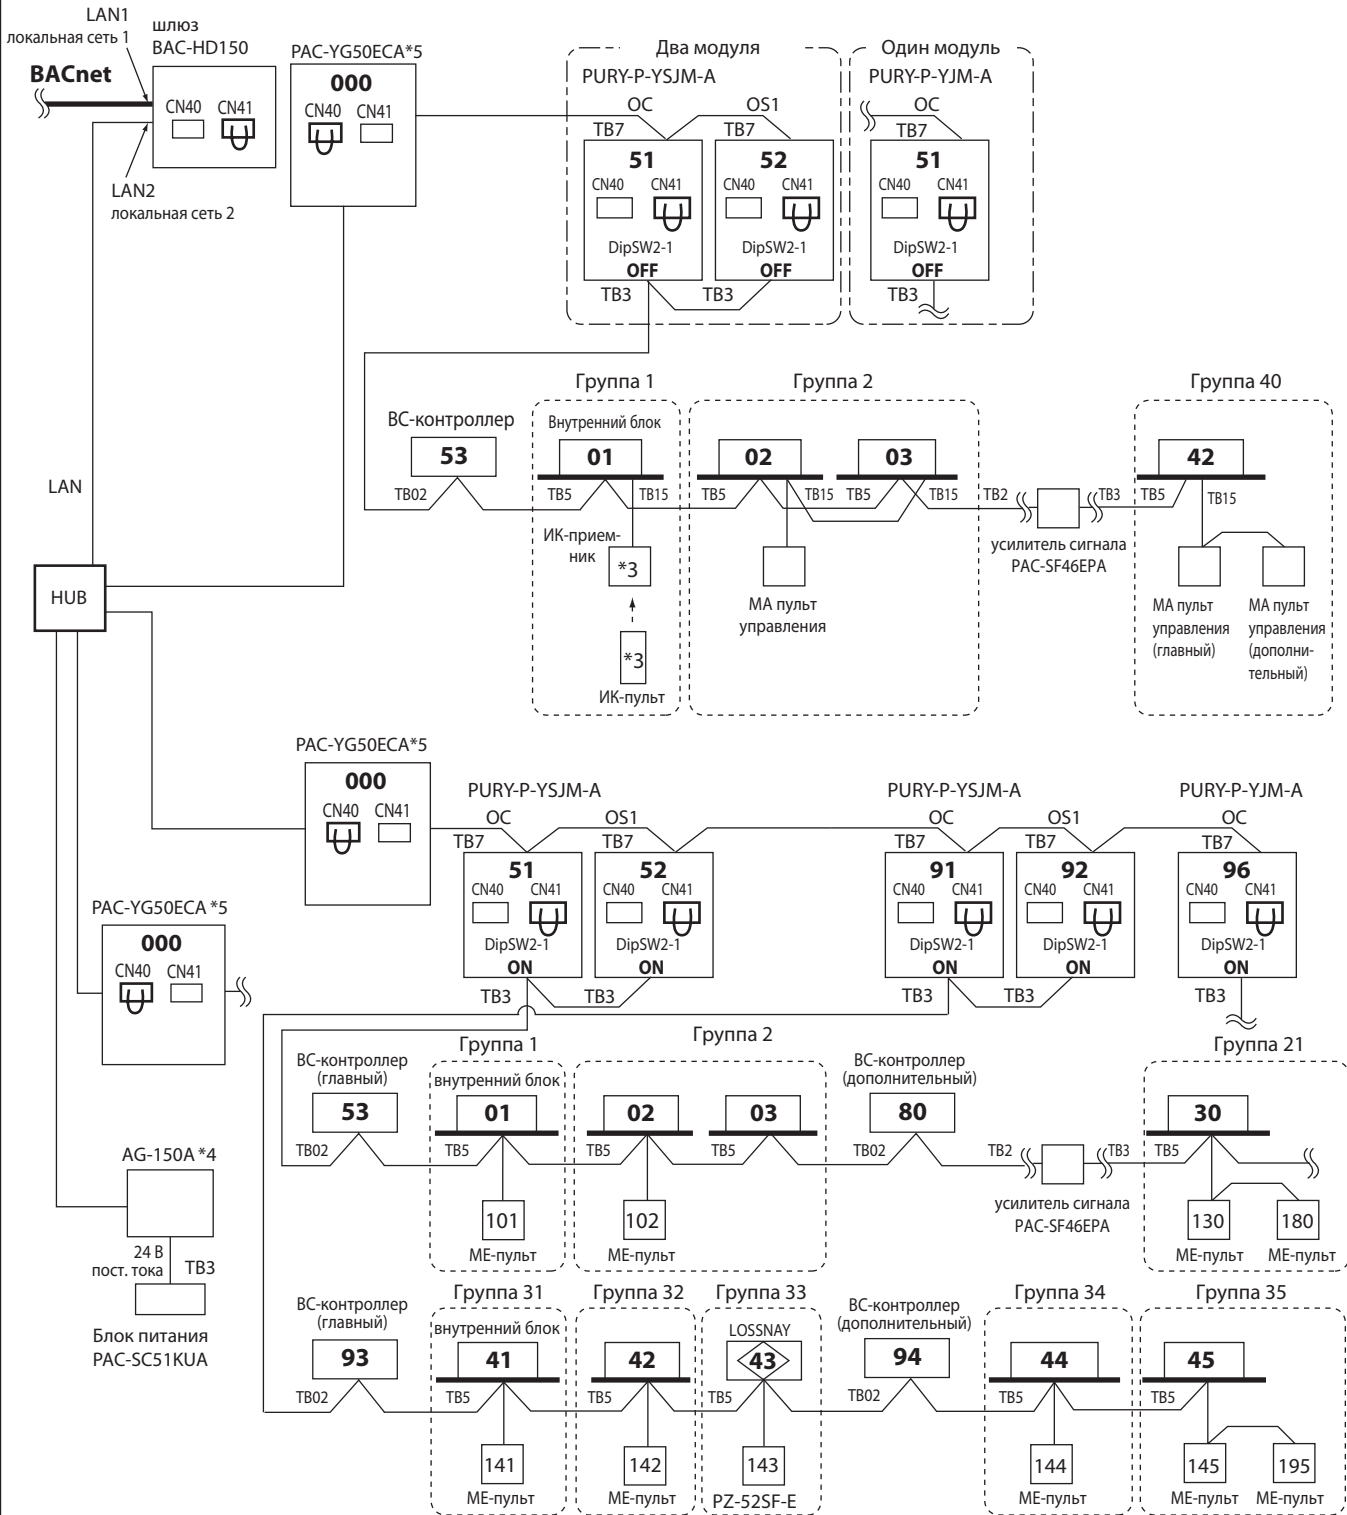 LAN1
локальная сеть 1
шлюз
BAC-HD150
PAC-YG50ECA*5
Два модуля
Один модуль
PURY-P-YSJM-A
PURY-P-YJM-A
BACnet
000
CN40 CN41
CN40 CN41
OC OS1 OC
TB7 TB7 TB7
51 52 51
CN40 CN41 CN40 CN41 CN40 CN41
LAN2
локальная сеть 2
DipSW2-1 DipSW2-1 DipSW2-1
OFF OFF OFF
TB3 TB3 TB3
Группа 1 Группа 2 Группа 40
ВС-контроллер
Внутренний блок
53 01 02 03 42
LAN
TB02 TB5 TB15 TB5 TB15 TB5 TB15 TB2 TB3 TB5 TB15
ИК-прием-
ник
*3
усилитель сигнала
PAC-SF46EPA
HUB
МА пульт
управления
МА пульт
управления
(главный)
МА пульт
управления
(дополни-
тельный)
*3
ИК-пульт
PAC-YG50ECA*5
000
CN40 CN41
PURY-P-YSJM-A PURY-P-YSJM-A PURY-P-YJM-A
OC OS1 OC OS1 OC
TB7 TB7 TB7 TB7 TB7
51 52 91 92 96
CN40 CN41 CN40 CN41 CN40 CN41 CN40 CN41 CN40 CN41
DipSW2-1 DipSW2-1 DipSW2-1 DipSW2-1 DipSW2-1
ON ON ON ON ON
TB3 TB3 TB3 TB3 TB3
PAC-YG50ECA *5
000
CN40 CN41
Группа 1 Группа 2 Группа 21
ВС-контроллер
(главный)
внутренний блок
ВС-контроллер
(дополнительный)
53 01 02 03 80 30
TB02 TB5 TB5 TB5 TB02 TB2 TB3 TB5
усилитель сигнала
PAC-SF46EPA
101 102 130 180
МЕ-пульт МЕ-пульт МЕ-пульт МЕ-пульт
AG-150A *4
24 В
пост. тока
TB3
Блок питания
PAC-SC51KUA
Группа 31 Группа 32 Группа 33 Группа 34 Группа 35
ВС-контроллер
(главный)
внутренний блок
LOSSNAY
ВС-контроллер
(дополнительный)
93 41 42 43 94 44 45
TB02 TB5 TB5 TB5 TB02 TB5 TB5
141 142 143 144 145 195
МЕ-пульт МЕ-пульт PZ-52SF-E МЕ-пульт МЕ-пульт МЕ-пульт